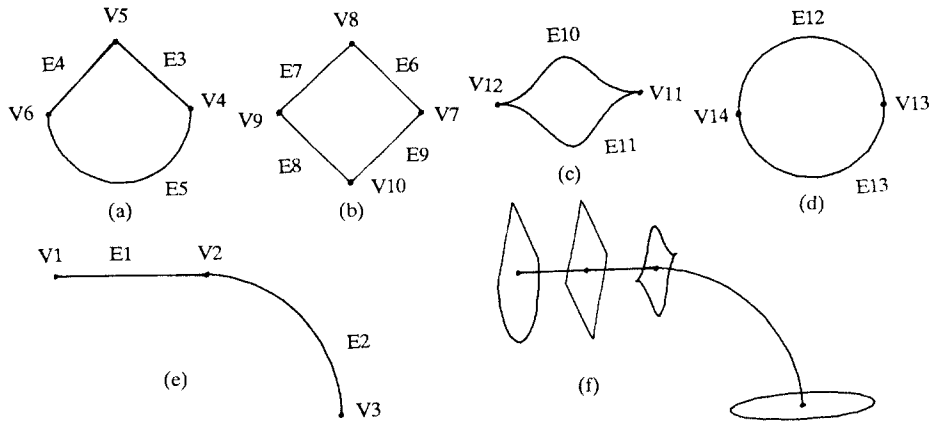 V5
E4 E3
V6 V4
E5
(a)
V8
E7 E6
V9 V7
E8 E9
V10
(b)
E10
V12 V11
E11
(c)
E12
V14 V13
E13
(d)
V1 E1 V2
E2
V3
(e)
(f)